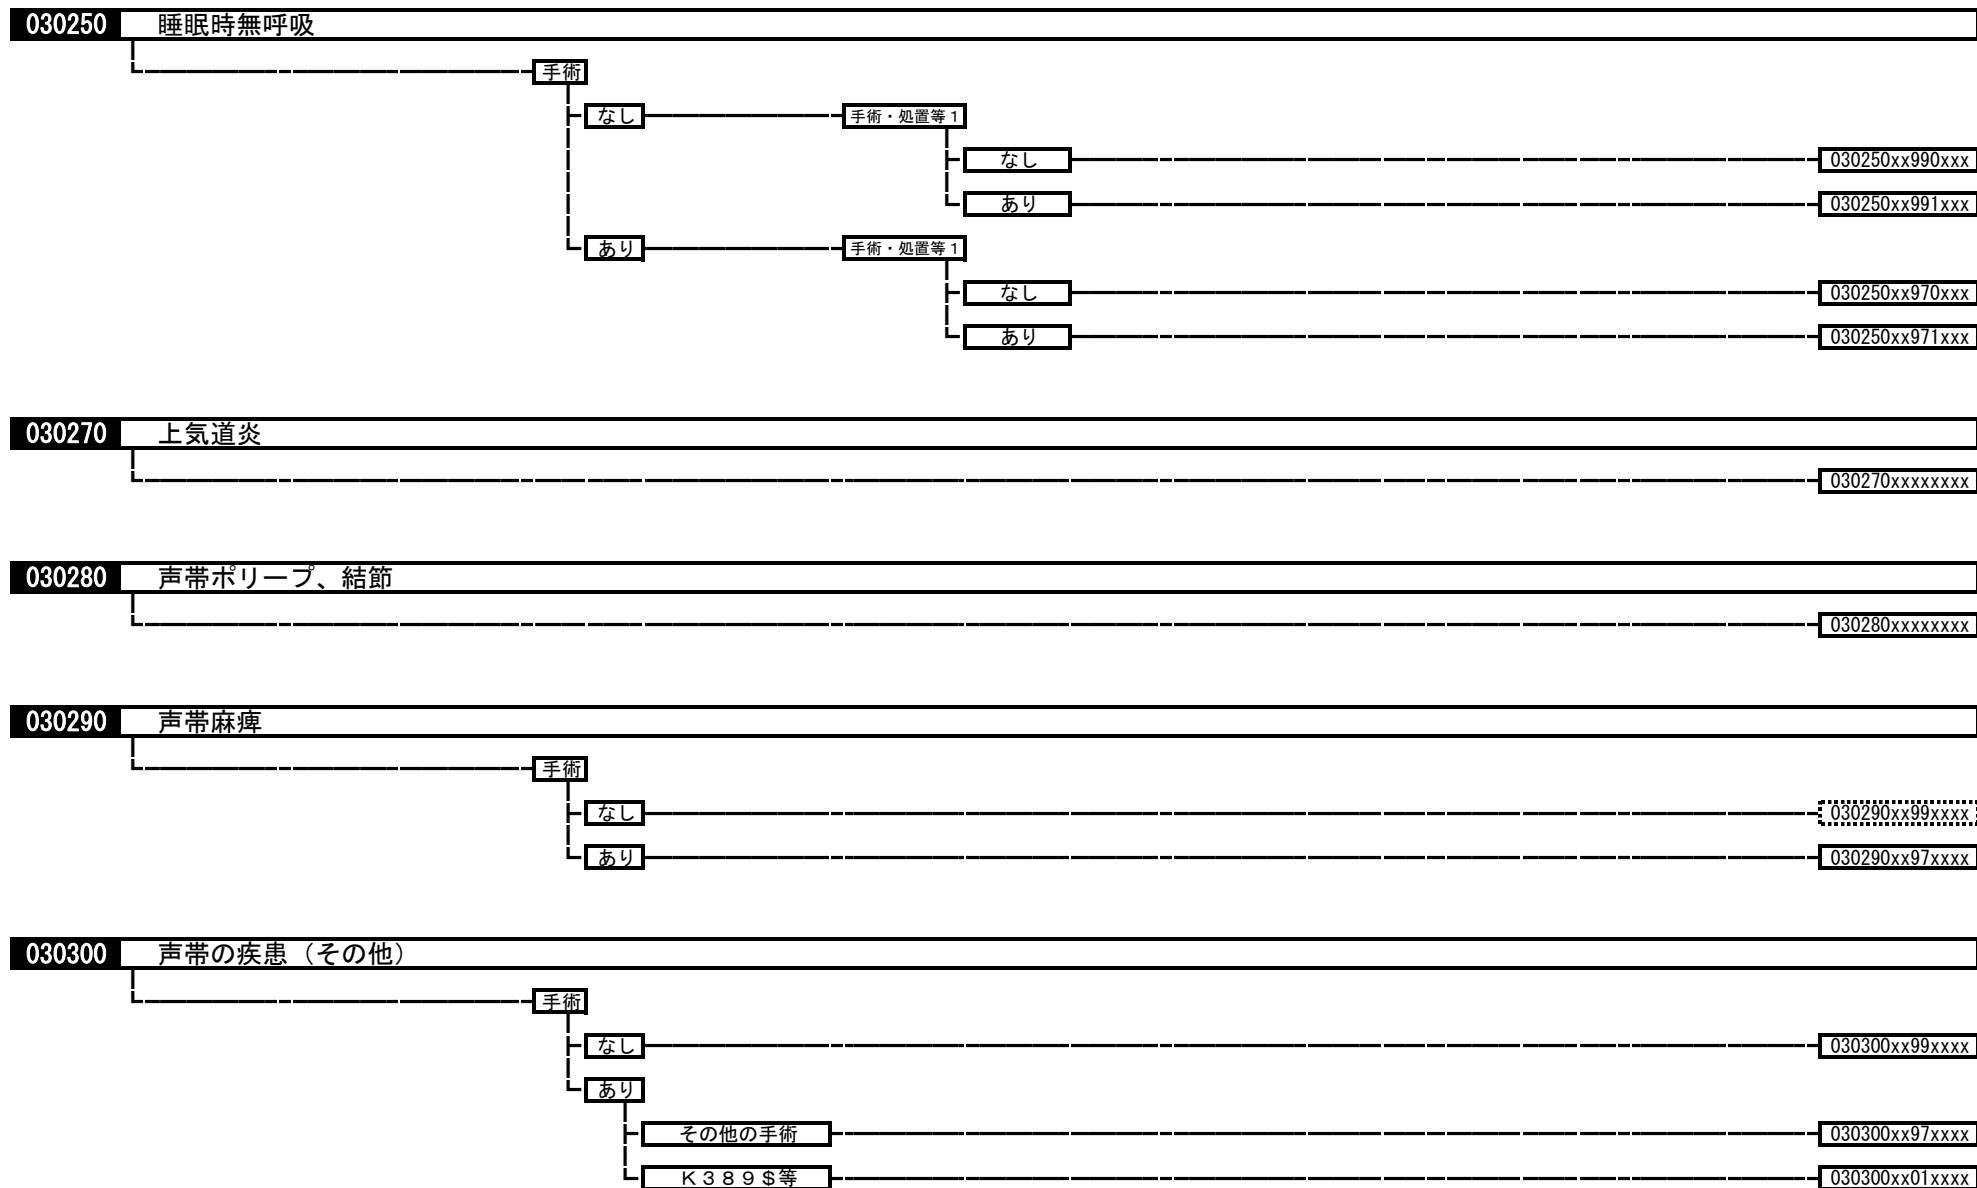 030250 睡眠時無呼吸
手術
なし 手術・処置等1
なし 030250xx990xxx
あり 030250xx991xxx
あり 手術・処置等1
なし 030250xx970xxx
あり 030250xx971xxx
030270 上気道炎
030270xxxxxxxx
030280 声帯ポリープ、結節
030280xxxxxxxx
030290 声帯麻痺
手術
なし 030290xx99xxxx
あり 030290xx97xxxx
030300 声帯の疾患（その他）
手術
なし 030300xx99xxxx
あり
その他の手術 030300xx97xxxx
K389$等 030300xx01xxxx